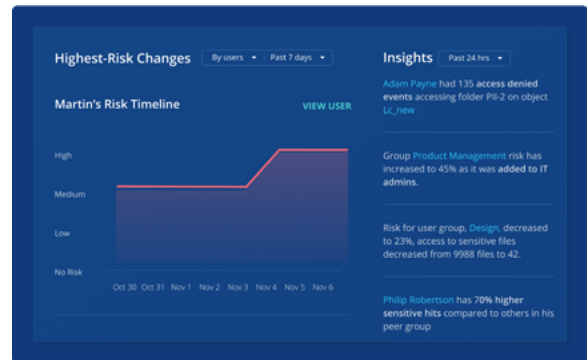 Highest-Risk Changes
By users
Past 7 days
Martin's Risk Timeline
VIEW USER
High
Medium
Low
No Risk
Oct 30 Oct 31 Nov 1 Nov 2 Nov 3 Nov 4 Nov 5 Nov 6
Insights
Past 24 hrs
Adam Payne had 135 access denied
events accessing folder PII-2 on object
Lc_new
Group Product Management risk has
increased to 45% as it was added to IT
admins.
Risk for user group, Design, decreased
to 23%, access to sensitive files
decreased from 9988 files to 42.
Philip Robertson has 70% higher
sensitive hits compared to others in his
peer group